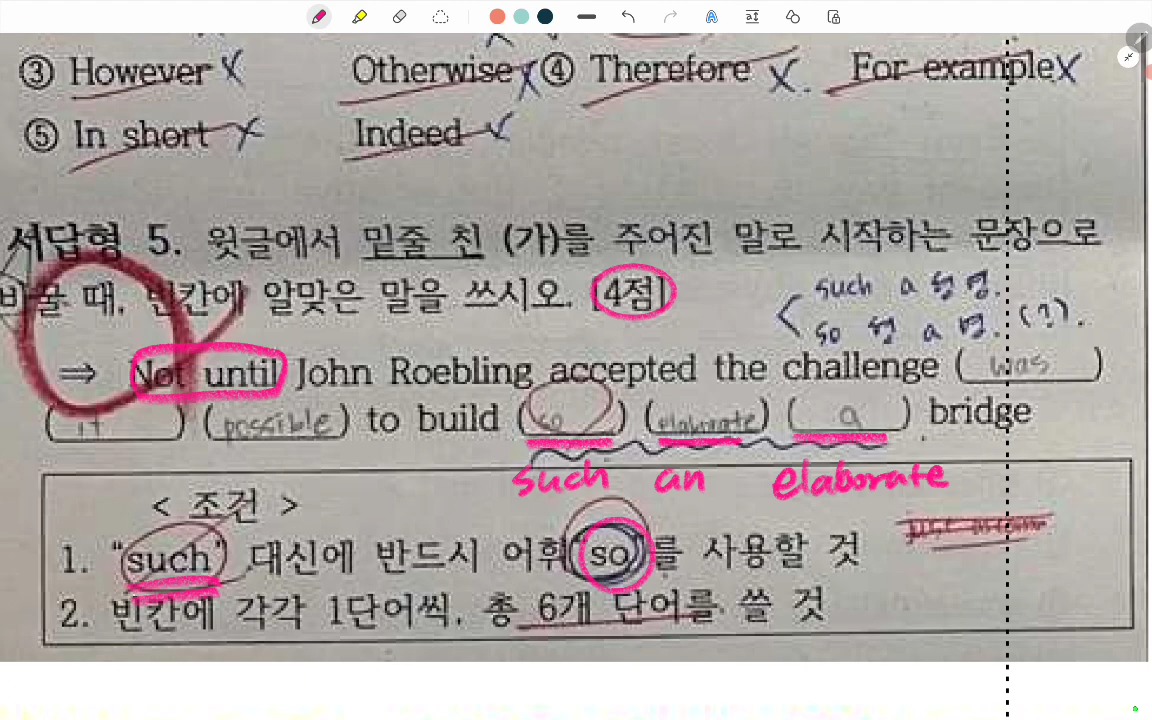 ③ However X Otherwise X ④ Therefore X. For example X
⑤ In short X Indeed ✓
서답형 5. 윗글에서 밑줄 친 (가)를 주어진 말로 시작하는 문장으로
바꿀 때, 빈칸에 알맞은 말을 쓰시오. [4점]
such a 형 명.
so 형 a 명. (?).
⇒ Not until John Roebling accepted the challenge ( was )
( it ) ( possible ) to build ( so ) ( elaborate ) ( a ) bridge
such an elaborate
< 조건 >
1. “such” 대신에 반드시 어휘 “so”를 사용할 것
2. 빈칸에 각각 1단어씩, 총 6개 단어를 쓸 것